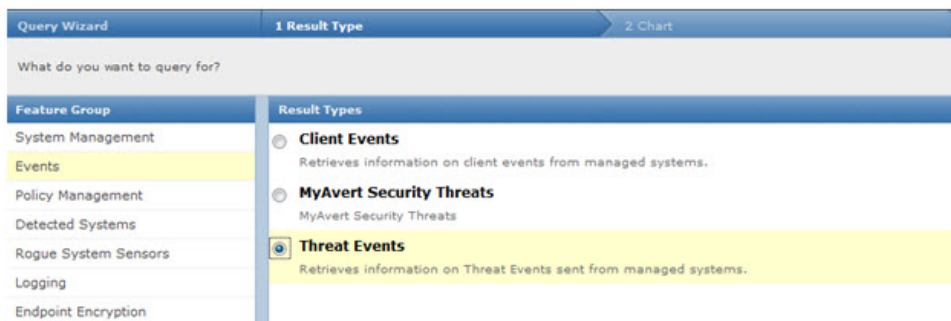 Query Wizard
1 Result Type
2 Chart
What do you want to query for?
Feature Group
System Management
Events
Policy Management
Detected Systems
Rogue System Sensors
Logging
Endpoint Encryption
Result Types
Client Events
Retrieves information on client events from managed systems.
MyAvert Security Threats
MyAvert Security Threats
Threat Events
Retrieves information on Threat Events sent from managed systems.